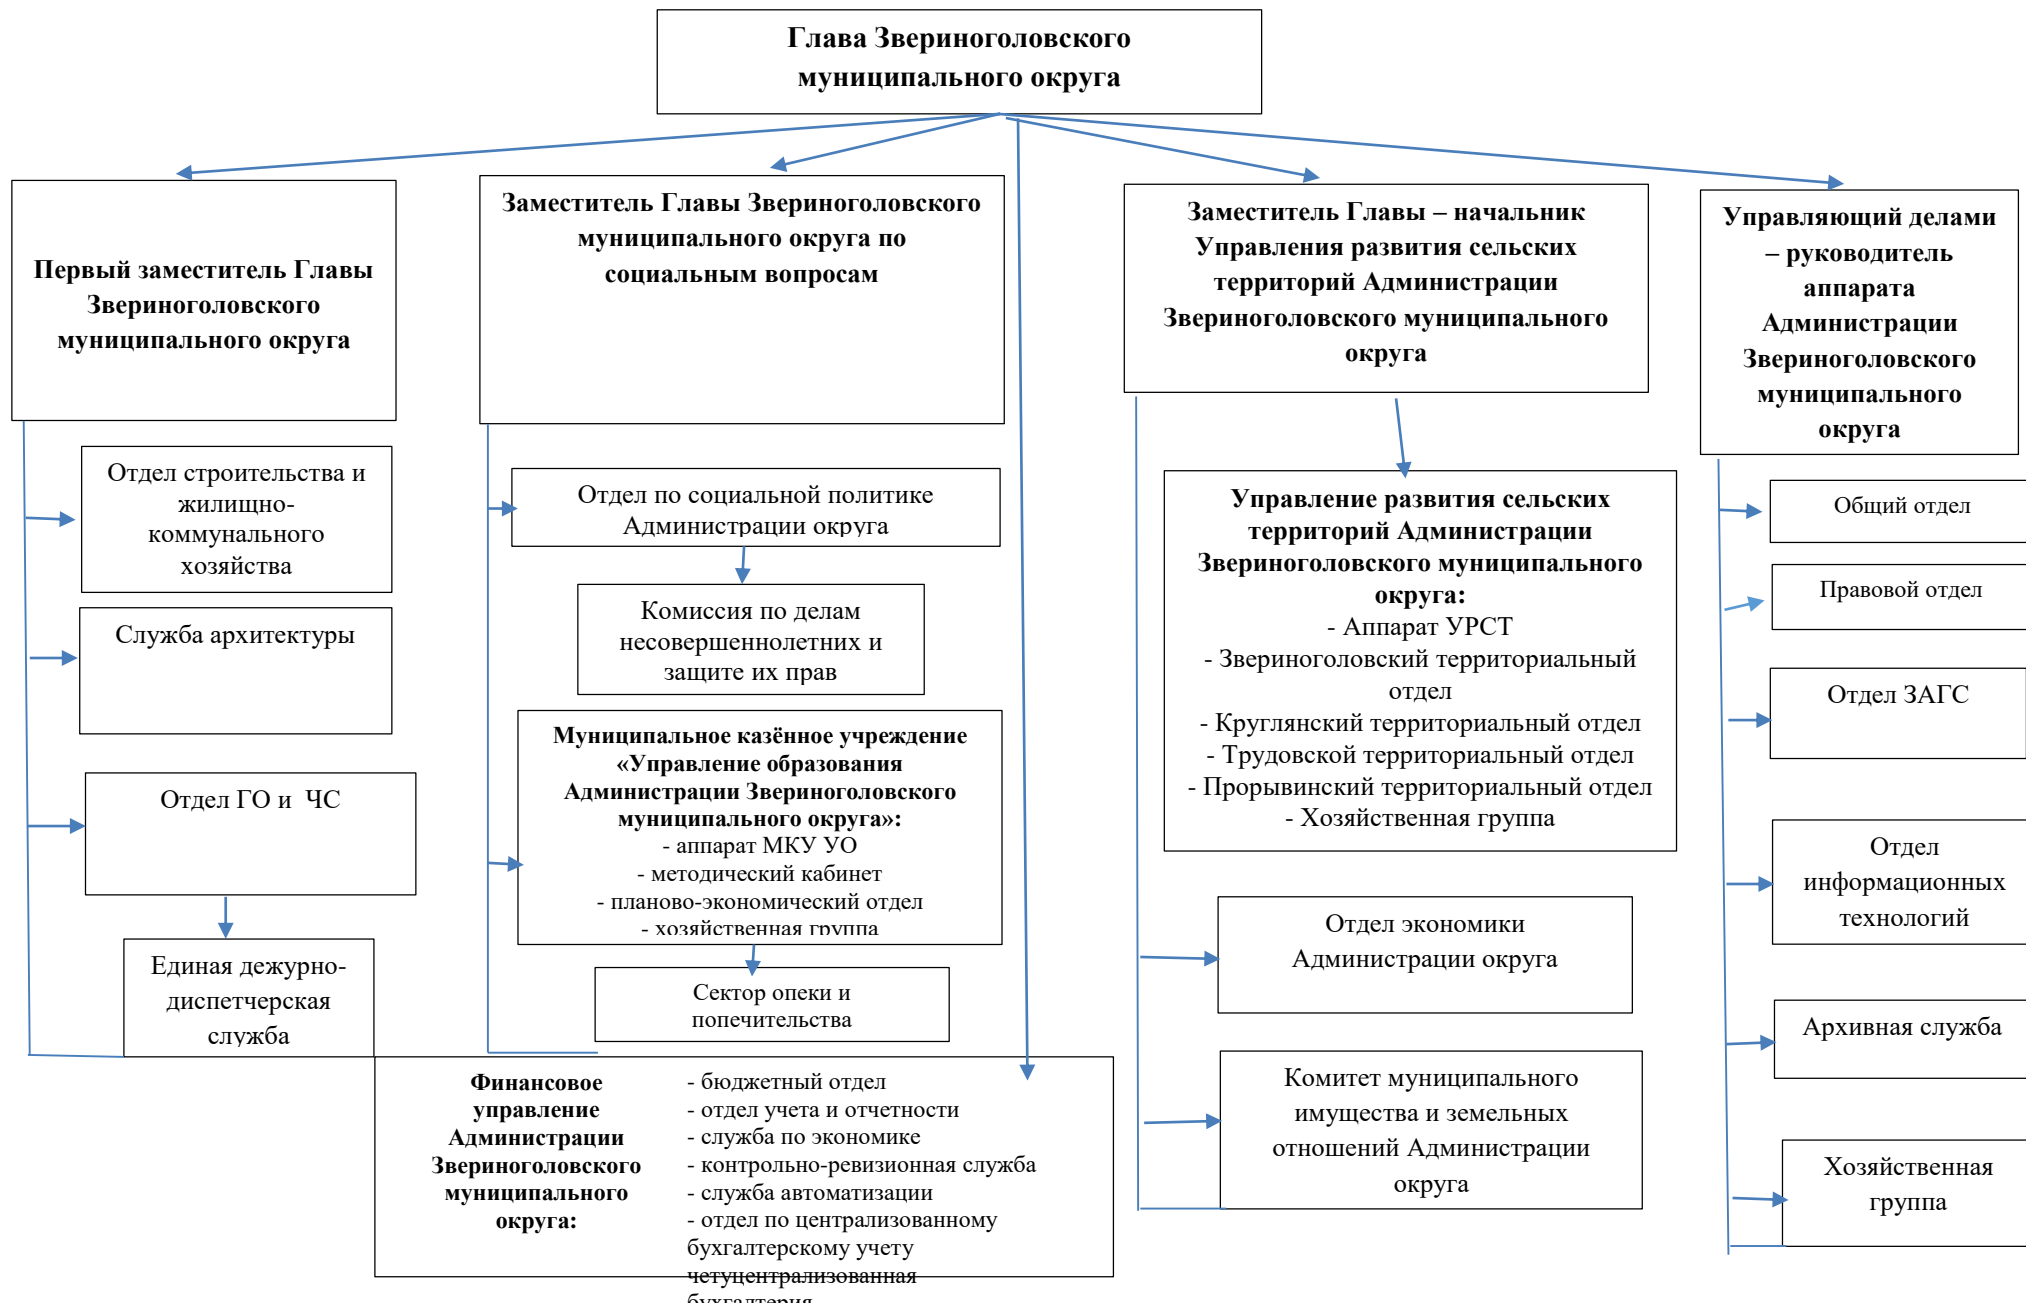 Глава Звериноголовского
муниципального округа
Первый заместитель Главы
Звериноголовского
муниципального округа
Отдел строительства и
жилищно-
коммунального
хозяйства
Служба архитектуры
Отдел ГО и ЧС
Единая дежурно-
диспетчерская
служба
Заместитель Главы Звериноголовского
муниципального округа по
социальным вопросам
Отдел по социальной политике
Администрации округа
Комиссия по делам
несовершеннолетних и
защите их прав
Муниципальное казённое учреждение
«Управление образования
Администрации Звериноголовского
муниципального округа»:
- аппарат МКУ УО
- методический кабинет
- планово-экономический отдел
- хозяйственная группа
Сектор опеки и
попечительства
Финансовое
управление
Администрации
Звериноголовского
муниципального
округа:
- бюджетный отдел
- отдел учета и отчетности
- служба по экономике
- контрольно-ревизионная служба
- служба автоматизации
- отдел по централизованному
бухгалтерскому учету
четуцентрализованная
бухгалтерия
Заместитель Главы – начальник
Управления развития сельских
территорий Администрации
Звериноголовского муниципального
округа
Управление развития сельских
территорий Администрации
Звериноголовского муниципального
округа:
- Аппарат УРСТ
- Звериноголовский территориальный
отдел
- Круглянский территориальный отдел
- Трудовской территориальный отдел
- Прорывинский территориальный отдел
- Хозяйственная группа
Отдел экономики
Администрации округа
Комитет муниципального
имущества и земельных
отношений Администрации
округа
Управляющий делами
– руководитель
аппарата
Администрации
Звериноголовского
муниципального
округа
Общий отдел
Правовой отдел
Отдел ЗАГС
Отдел
информационных
технологий
Архивная служба
Хозяйственная
группа